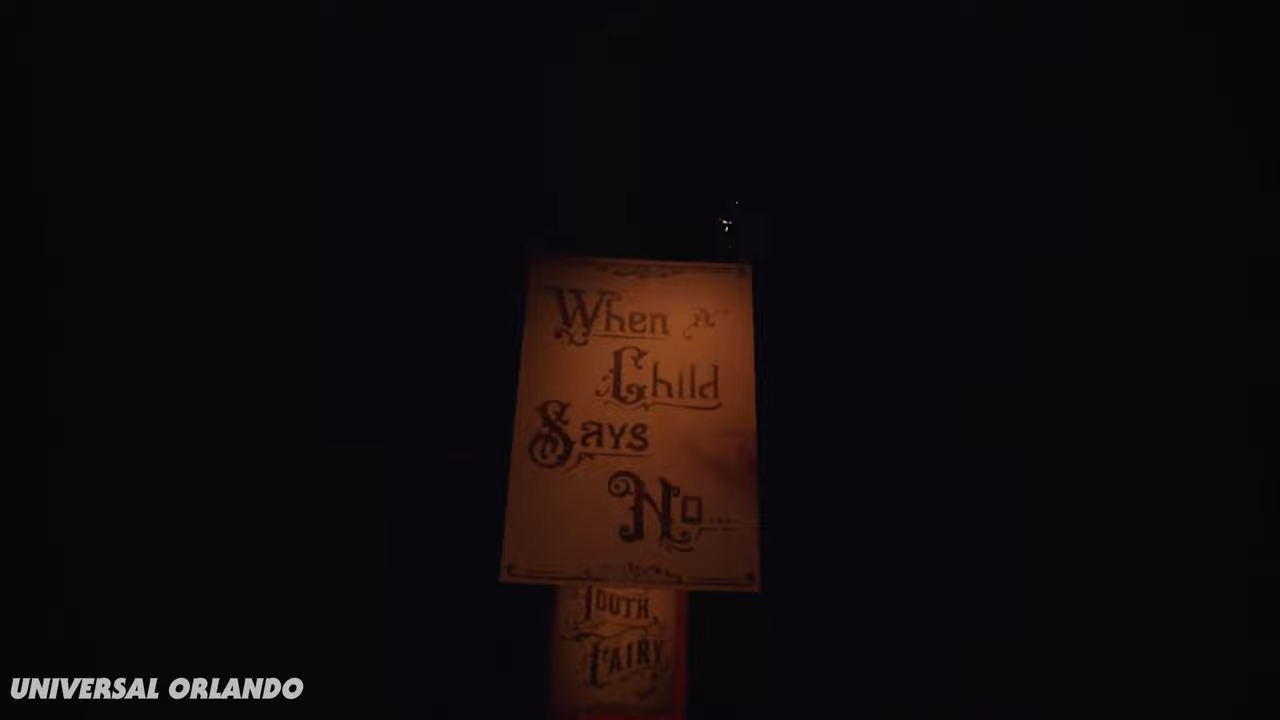 When a
Child
Says
No...
Tooth
Fairy
UNIVERSAL ORLANDO